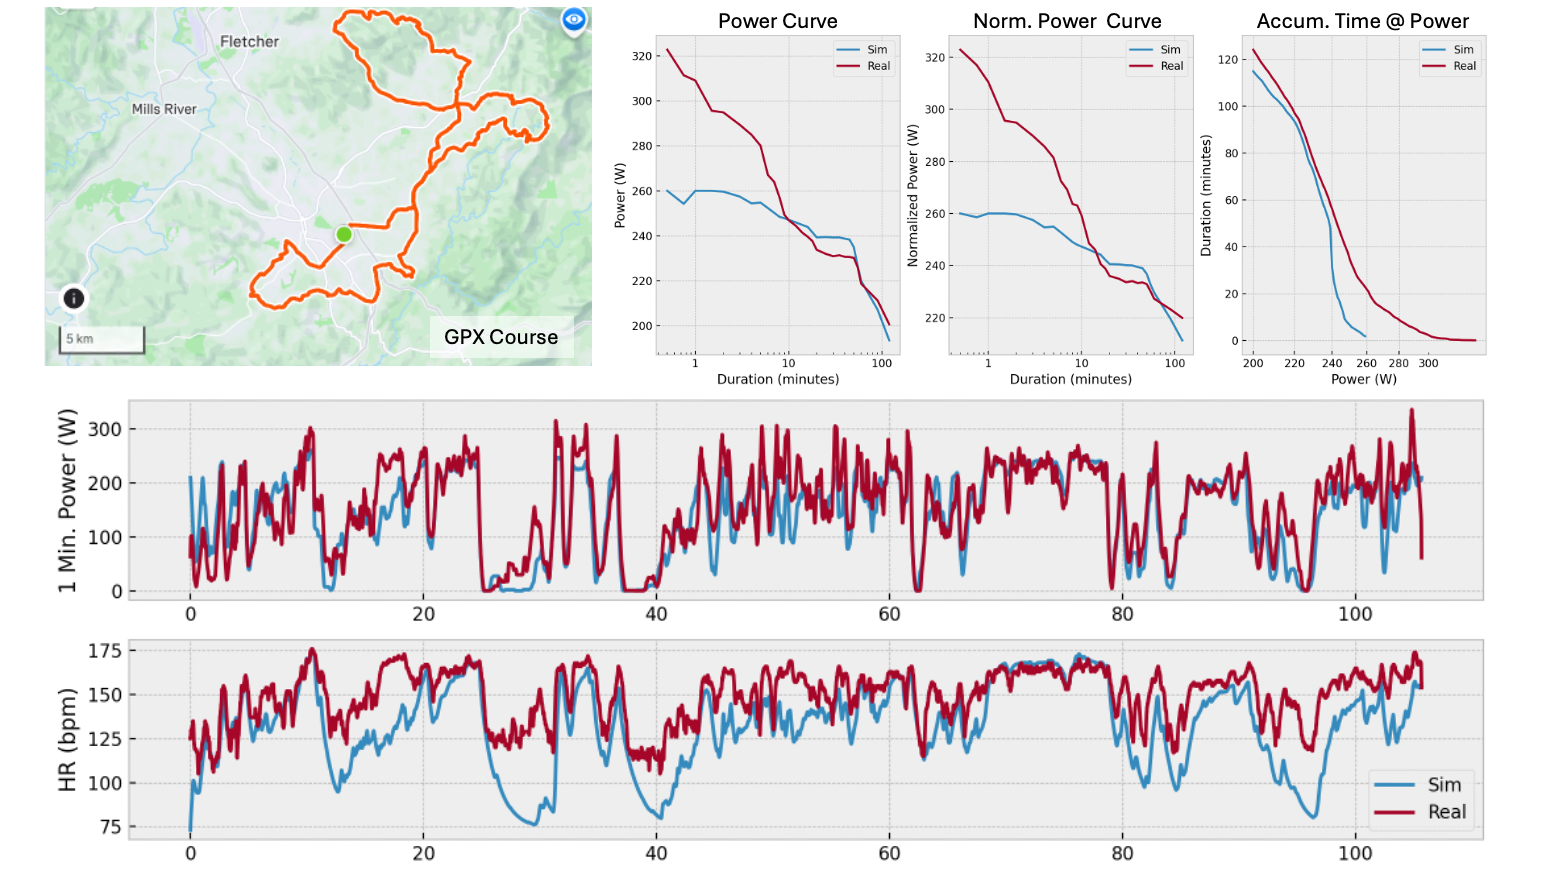 Fletcher
Mills River
i
5 km
GPX Course
Power Curve
Sim
Real
320
300
280
260
240
220
200
Power (W)
1
10
100
Duration (minutes)
Norm. Power Curve
Sim
Real
320
300
280
260
240
220
Normalized Power (W)
1
10
100
Duration (minutes)
Accum. Time @ Power
Sim
Real
120
100
80
60
40
20
0
Duration (minutes)
200 220 240 260 280 300
Power (W)
1 Min. Power (W)
300
200
100
0
0 20 40 60 80 100
HR (bpm)
175
150
125
100
75
Sim
Real
0 20 40 60 80 100